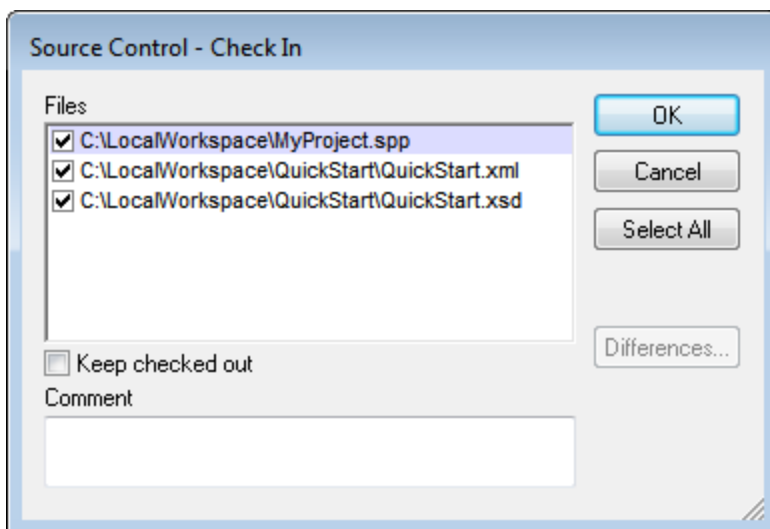 Source Control - Check In
Files
C:\LocalWorkspace\MyProject.spp
C:\LocalWorkspace\QuickStart\QuickStart.xml
C:\LocalWorkspace\QuickStart\QuickStart.xsd
OK
Cancel
Select All
Differences...
Keep checked out
Comment